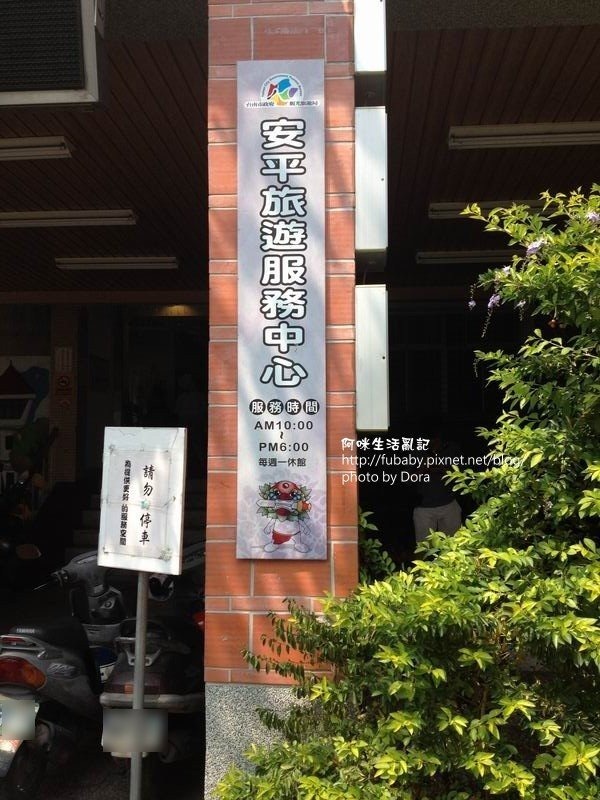 台南市政府 觀光旅遊局
安平旅遊服務中心
服務時間
AM10:00
~
PM6:00
每週一休館
請勿停車
為提供更好的服務空間
阿咪生活亂記
http://fubaby.pixnet.net/blog/
photo by Dora
YAMAHA